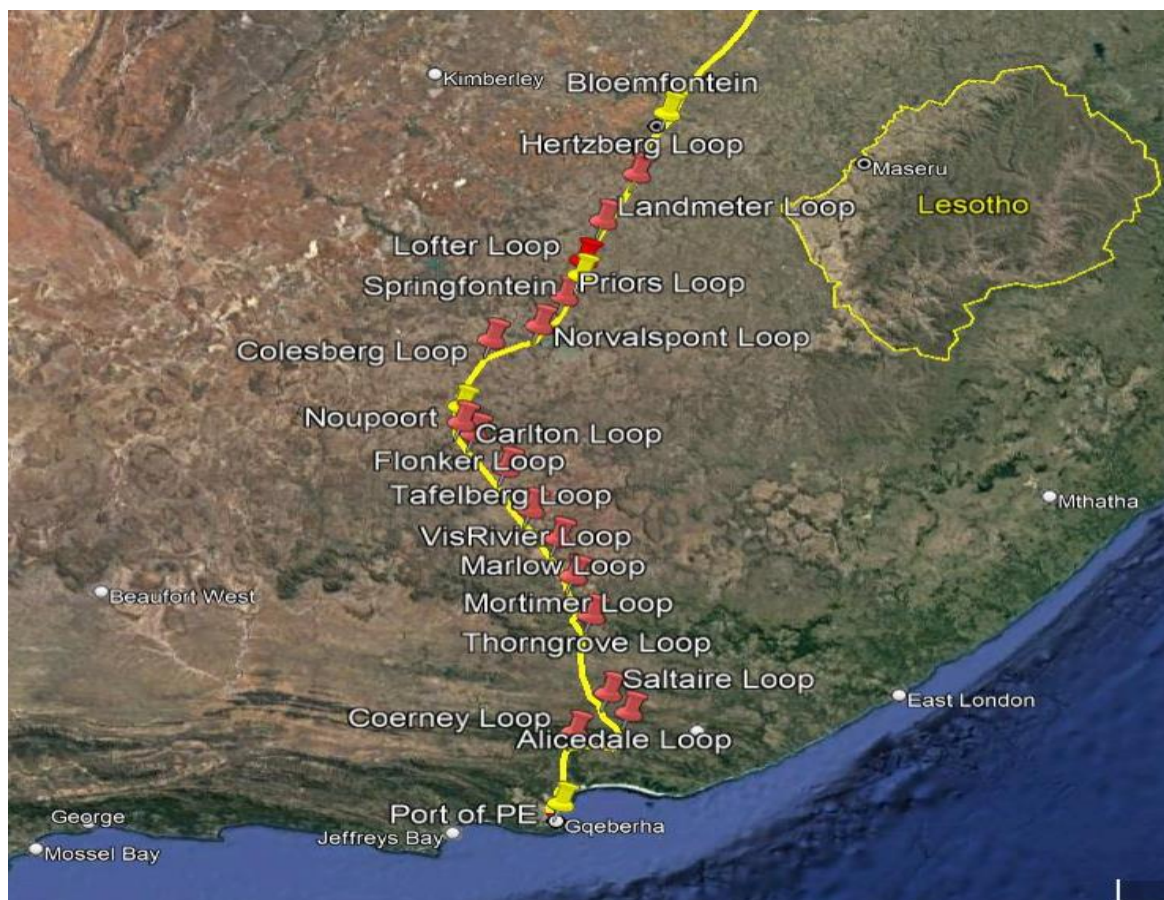 Kimberley
Bloemfontein
Hertzberg Loop
Maseru
Lesotho
Landmeter Loop
Lofter Loop
Springfontein
Priors Loop
Norvalspont Loop
Colesberg Loop
Noupoort
Carlton Loop
Flonker Loop
Tafelberg Loop
Mthatha
VisRivier Loop
Marlow Loop
Beaufort West
Mortimer Loop
Thorngrove Loop
Saltaire Loop
East London
Coerney Loop
Alicedale Loop
Port of PE
Gqeberha
George
Jeffreys Bay
Mossel Bay